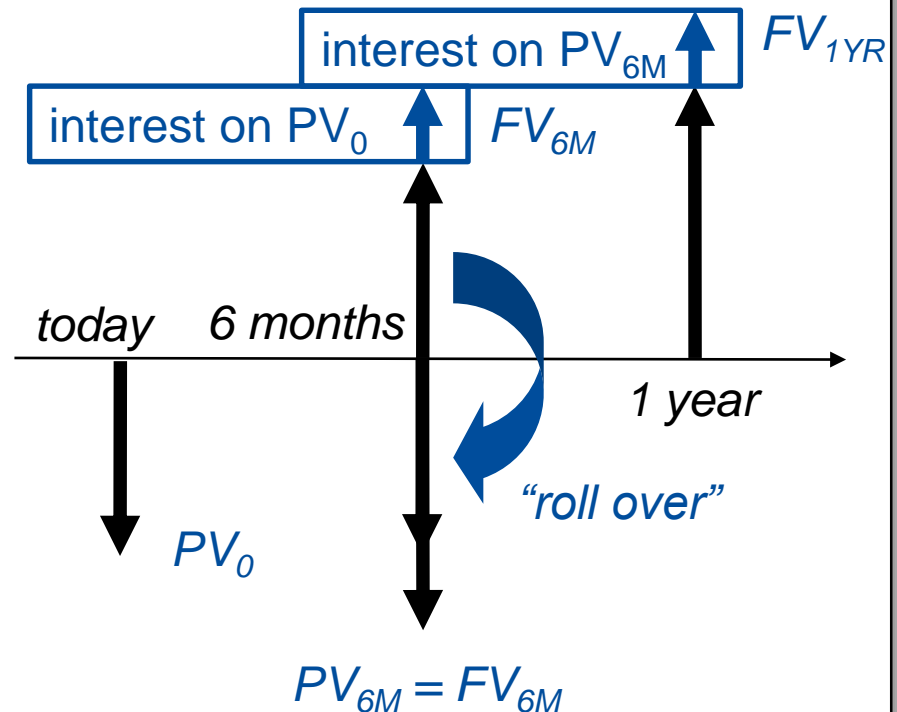 interest on PV6M
FV1YR
interest on PV0
FV6M
today
6 months
1 year
“roll over”
PV0
PV6M = FV6M